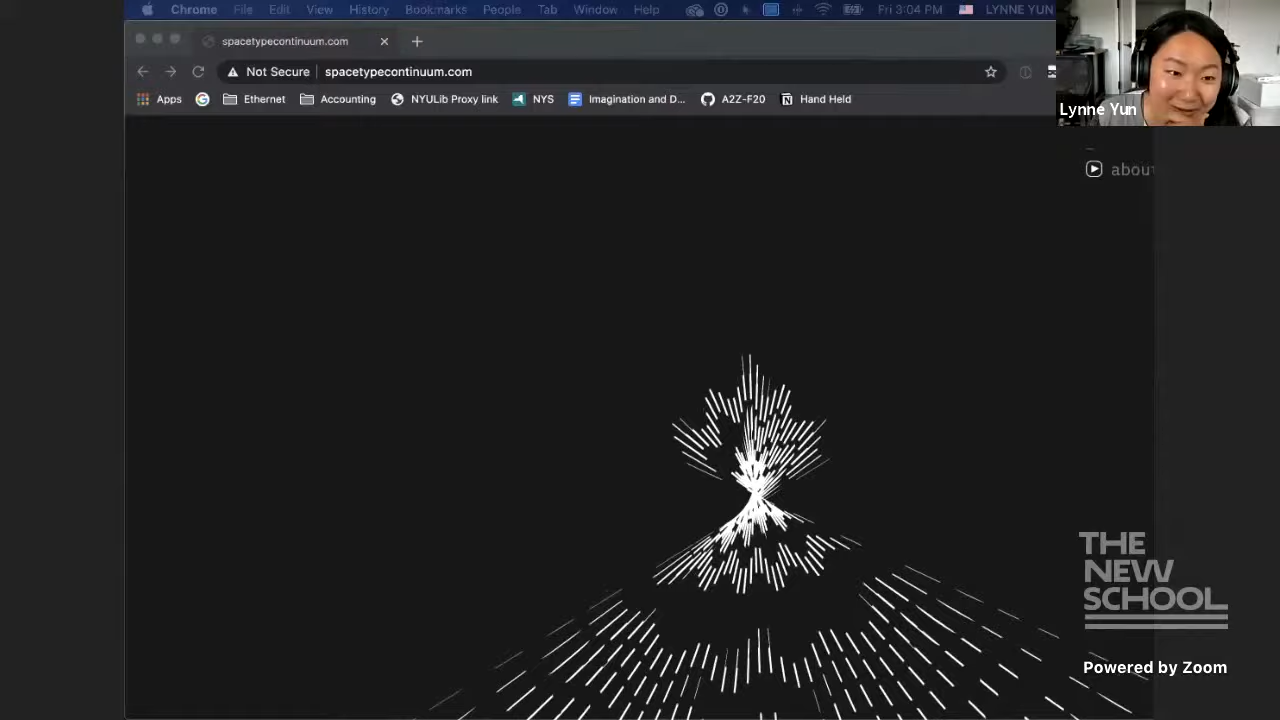 Chrome File Edit View History Bookmarks People Tab Window Help Fri 3:04 PM LYNNE YUN
spacetypecontinuum.com
Not Secure spacetypecontinuum.com
Apps Ethernet Accounting NYULib Proxy link NYS Imagination and D... A2Z-F20 Hand Held
Lynne Yun
about
THE
NEW
SCHOOL
Powered by Zoom